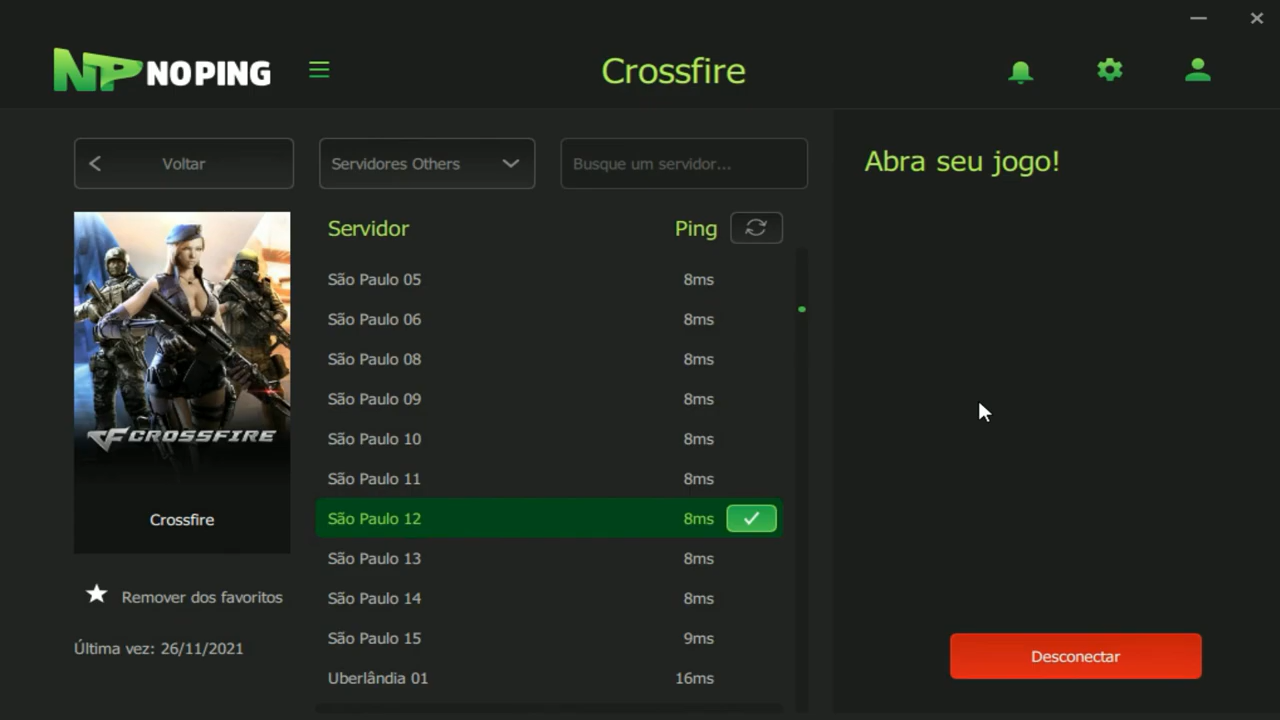 NP NOPING
Crossfire
Voltar
Servidores Others
Busque um servidor...
Abra seu jogo!
Servidor Ping
São Paulo 05 8ms
São Paulo 06 8ms
São Paulo 08 8ms
São Paulo 09 8ms
São Paulo 10 8ms
São Paulo 11 8ms
São Paulo 12 8ms
São Paulo 13 8ms
São Paulo 14 8ms
São Paulo 15 9ms
Uberlândia 01 16ms
CF CROSSFIRE
Crossfire
Remover dos favoritos
Última vez: 26/11/2021
Desconectar